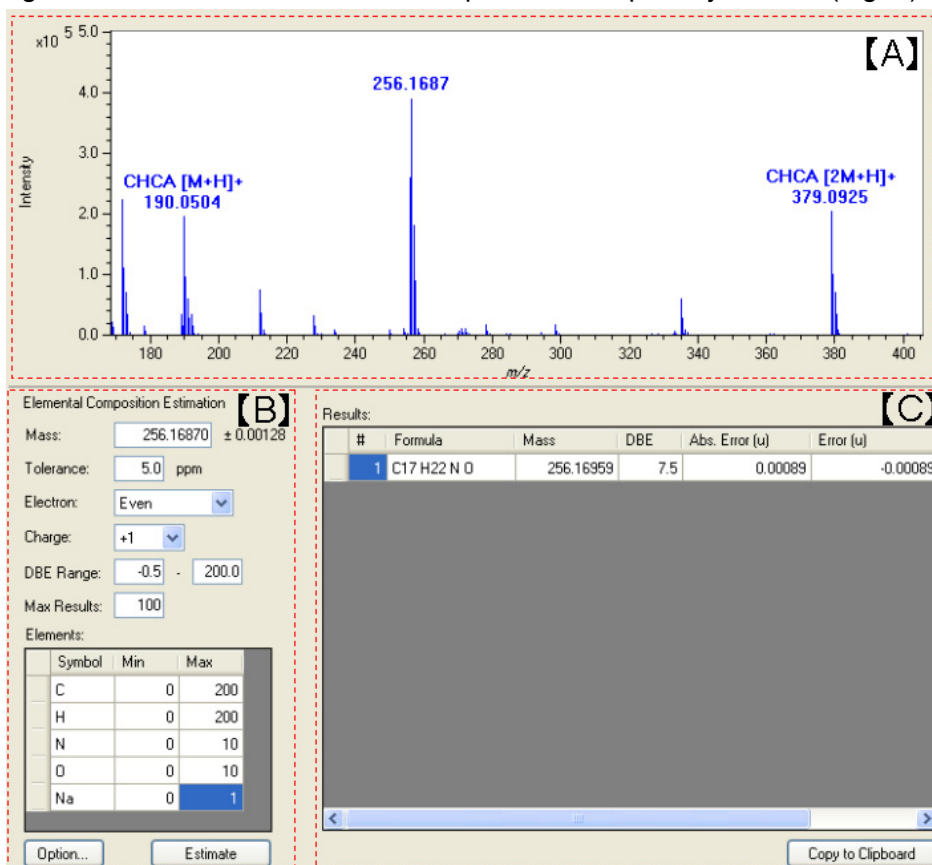 【A】
x10 5 5.0
4.0
3.0
2.0
1.0
0.0
Intensity
256.1687
CHCA [M+H]+
190.0504
CHCA [2M+H]+
379.0925
180 200 220 240 260 280 300 320 340 360 380 400
m/z
Elemental Composition Estimation 【B】
Mass: 256.16870 ± 0.00128
Tolerance: 5.0 ppm
Electron: Even
Charge: +1
DBE Range: -0.5 - 200.0
Max Results: 100
Elements:
Symbol Min Max
C 0 200
H 0 200
N 0 10
O 0 10
Na 0 1
Option... Estimate
【C】
Results:
# Formula Mass DBE Abs. Error (u) Error (u)
1 C17 H22 N O 256.16959 7.5 0.00089 -0.00089
Copy to Clipboard